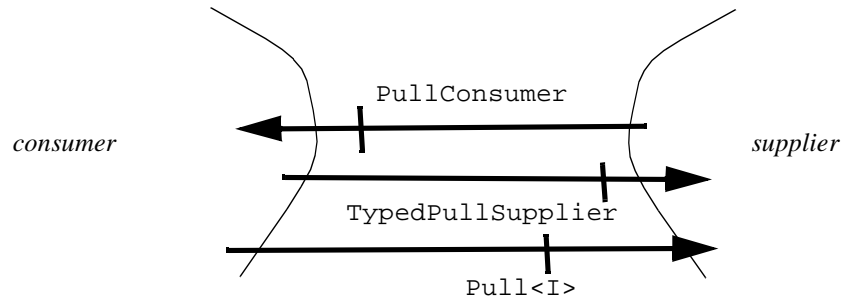 PullConsumer
consumer
supplier
TypedPullSupplier
Pull<I>